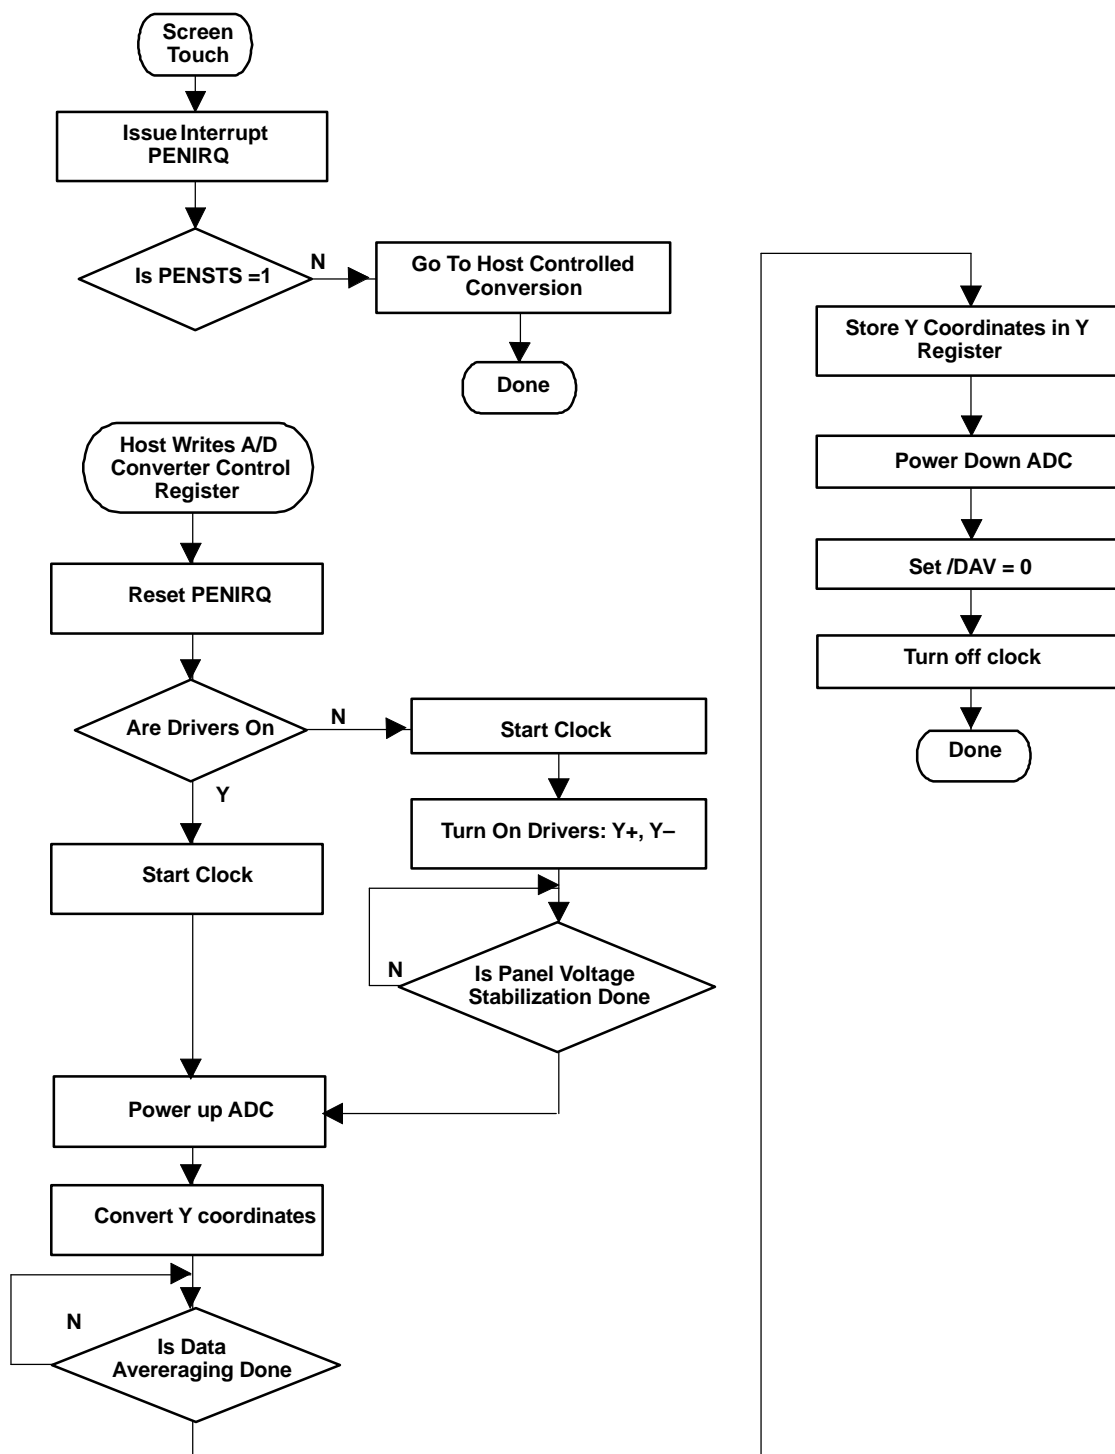 Screen
Touch
Issue Interrupt
PENIRQ
Is PENSTS =1
N
Go To Host Controlled
Conversion
Done
Host Writes A/D
Converter Control
Register
Reset PENIRQ
Are Drivers On
N
Start Clock
Y
Turn On Drivers: Y+, Y–
Start Clock
N
Is Panel Voltage
Stabilization Done
Power up ADC
Convert Y coordinates
N
Is Data
Avereraging Done
Store Y Coordinates in Y
Register
Power Down ADC
Set /DAV = 0
Turn off clock
Done